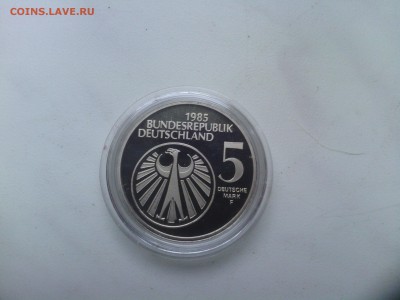 COINS.LAVE.RU
1985
BUNDESREPUBLIK
DEUTSCHLAND
5
DEUTSCHE
MARK